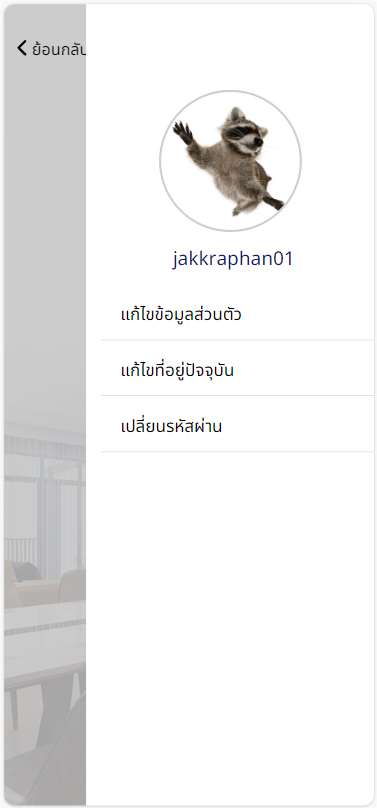 ย้อนกลับ
jakkraphan01
แก้ไขข้อมูลส่วนตัว
แก้ไขที่อยู่ปัจจุบัน
เปลี่ยนรหัสผ่าน